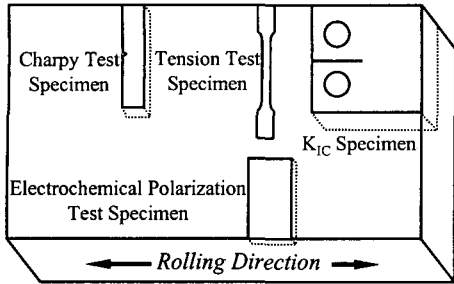 Charpy Test
Specimen
Tension Test
Specimen
K_IC Specimen
Electrochemical Polarization
Test Specimen
Rolling Direction